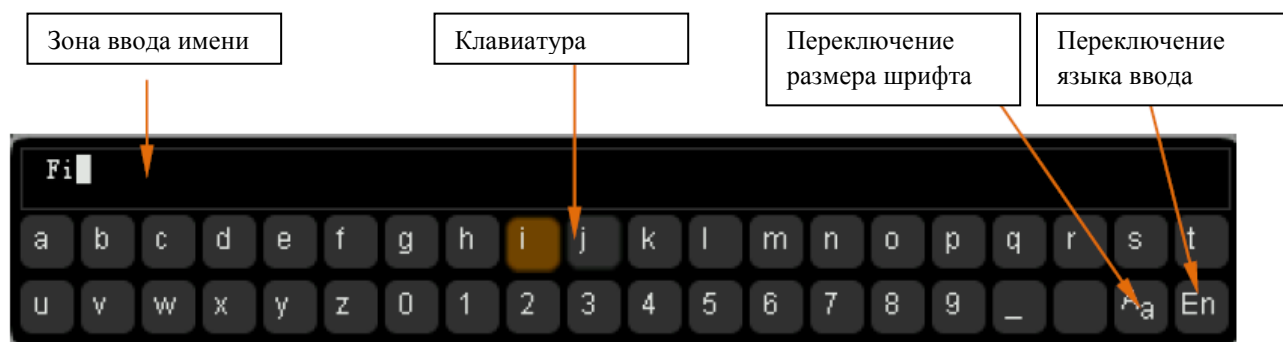 Зона ввода имени
Клавиатура
Переключение
размера шрифта
Переключение
языка ввода
Fi
a b c d e f g h i j k l m n o p q r s t
u v w x y z 0 1 2 3 4 5 6 7 8 9 _ Aa En